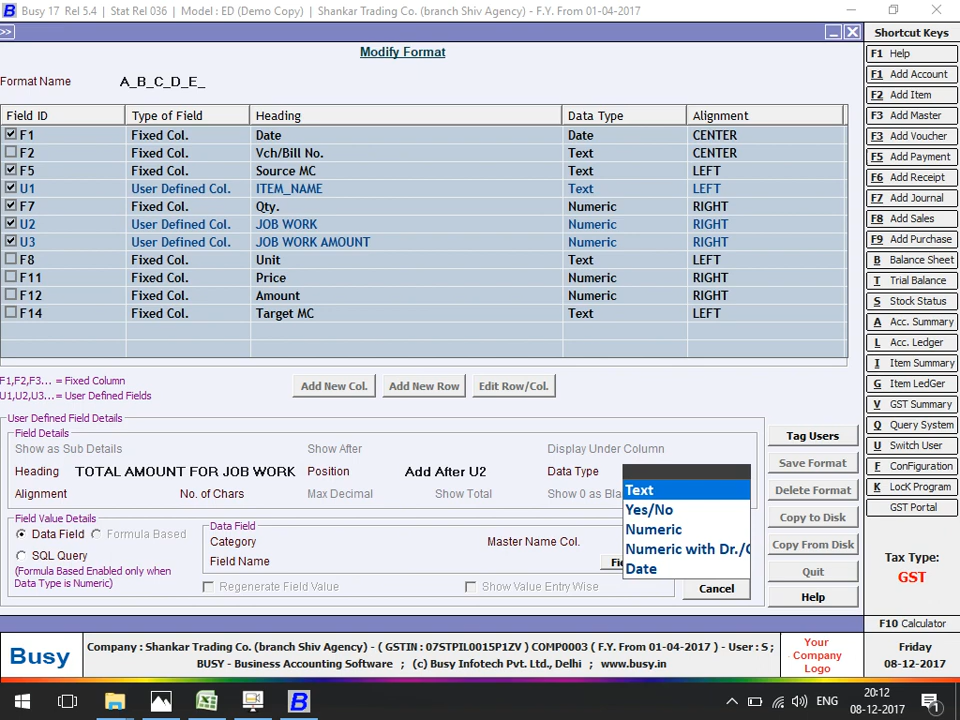 Busy 17 Rel 5.4 | Stat Rel 036 | Model : ED (Demo Copy) | Shankar Trading Co. (branch Shiv Agency) - F.Y. From 01-04-2017
>>
Modify Format
Format Name A_B_C_D_E_
Field ID Type of Field Heading Data Type Alignment
F1 Fixed Col. Date Date CENTER
F2 Fixed Col. Vch/Bill No. Text CENTER
F5 Fixed Col. Source MC Text LEFT
U1 User Defined Col. ITEM_NAME Text LEFT
F7 Fixed Col. Qty. Numeric RIGHT
U2 User Defined Col. JOB WORK Numeric RIGHT
U3 User Defined Col. JOB WORK AMOUNT Numeric RIGHT
F8 Fixed Col. Unit Text LEFT
F11 Fixed Col. Price Numeric RIGHT
F12 Fixed Col. Amount Numeric RIGHT
F14 Fixed Col. Target MC Text LEFT
F1,F2,F3... = Fixed Column
U1,U2,U3... = User Defined Fields
Add New Col. Add New Row Edit Row/Col.
User Defined Field Details
Field Details
Show as Sub Details Show After Display Under Column
Heading TOTAL AMOUNT FOR JOB WORK Position Add After U2 Data Type
Alignment No. of Chars Max Decimal Show Total Show 0 as Bla
Text
Yes/No
Numeric
Numeric with Dr./C
Date
Field Value Details
Data Field Formula Based
SQL Query
(Formula Based Enabled only when
Data Type is Numeric)
Data Field
Category Master Name Col.
Field Name Fi
Regenerate Field Value Show Value Entry Wise
Cancel
Tag Users
Save Format
Delete Format
Copy to Disk
Copy From Disk
Quit
Help
Shortcut Keys
F1 Help
F1 Add Account
F2 Add Item
F3 Add Master
F3 Add Voucher
F5 Add Payment
F6 Add Receipt
F7 Add Journal
F8 Add Sales
F9 Add Purchase
B Balance Sheet
T Trial Balance
S Stock Status
A Acc. Summary
L Acc. Ledger
I Item Summary
G Item LedGer
V GST Summary
Q Query System
U Switch User
F ConFiguration
K LocK Program
GST Portal
Tax Type:
GST
F10 Calculator
Busy
Company : Shankar Trading Co. (branch Shiv Agency) - ( GSTIN : 07STPIL0015P1ZV ) COMP0003 ( F.Y. From 01-04-2017 ) - User : S ;
BUSY - Business Accounting Software ; (c) Busy Infotech Pvt. Ltd., Delhi ; www.busy.in
Your
Company
Logo
Friday
08-12-2017
ENG
20:12
08-12-2017
1